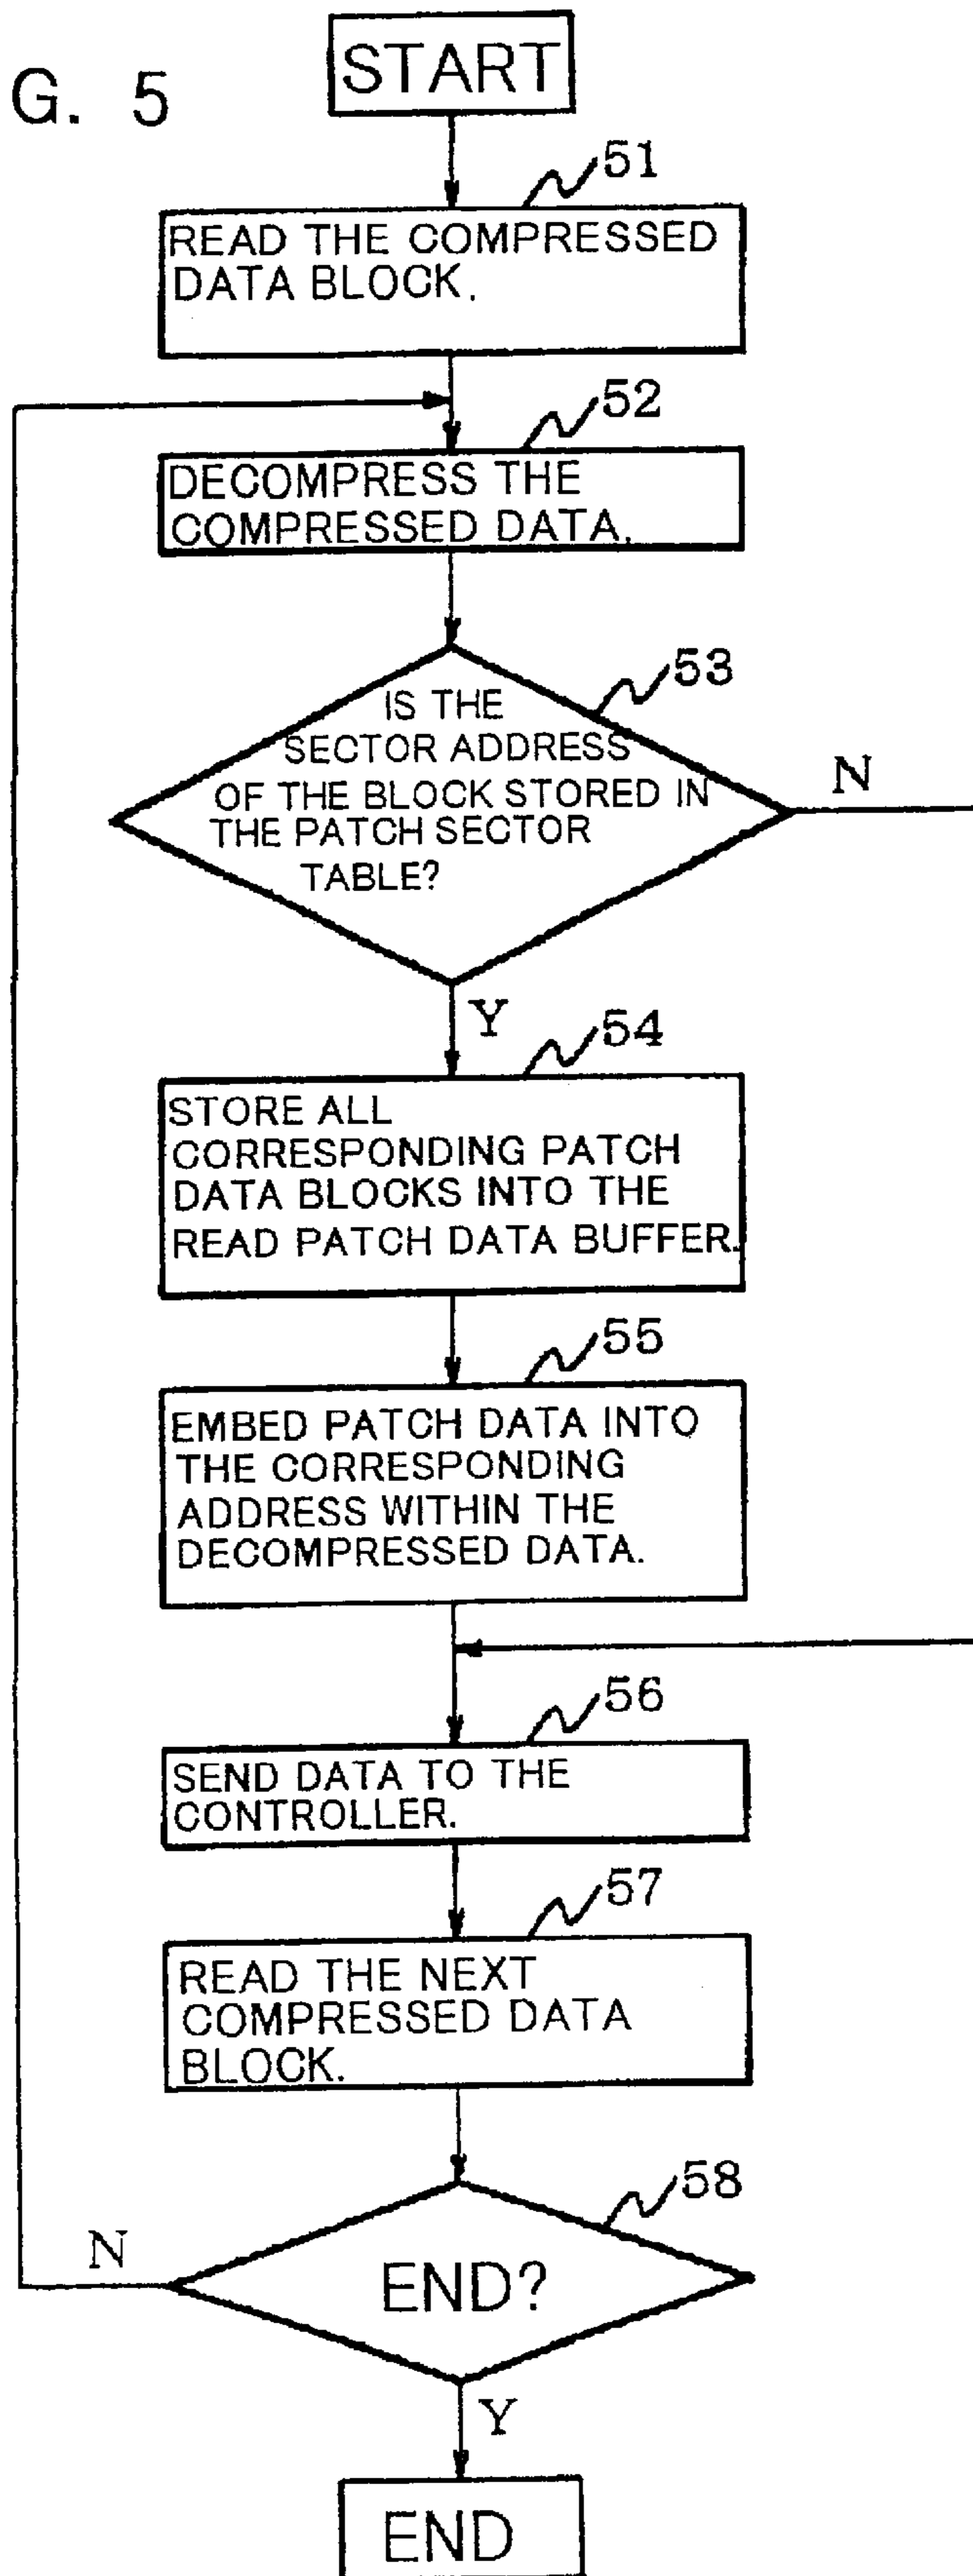 G. 5
START
51
READ THE COMPRESSED
DATA BLOCK.
52
DECOMPRESS THE
COMPRESSED DATA.
53
IS THE
SECTOR ADDRESS
OF THE BLOCK STORED IN
THE PATCH SECTOR
TABLE?
N
Y
54
STORE ALL
CORRESPONDING PATCH
DATA BLOCKS INTO THE
READ PATCH DATA BUFFER.
55
EMBED PATCH DATA INTO
THE CORRESPONDING
ADDRESS WITHIN THE
DECOMPRESSED DATA.
56
SEND DATA TO THE
CONTROLLER.
57
READ THE NEXT
COMPRESSED DATA
BLOCK.
58
N
END?
Y
END